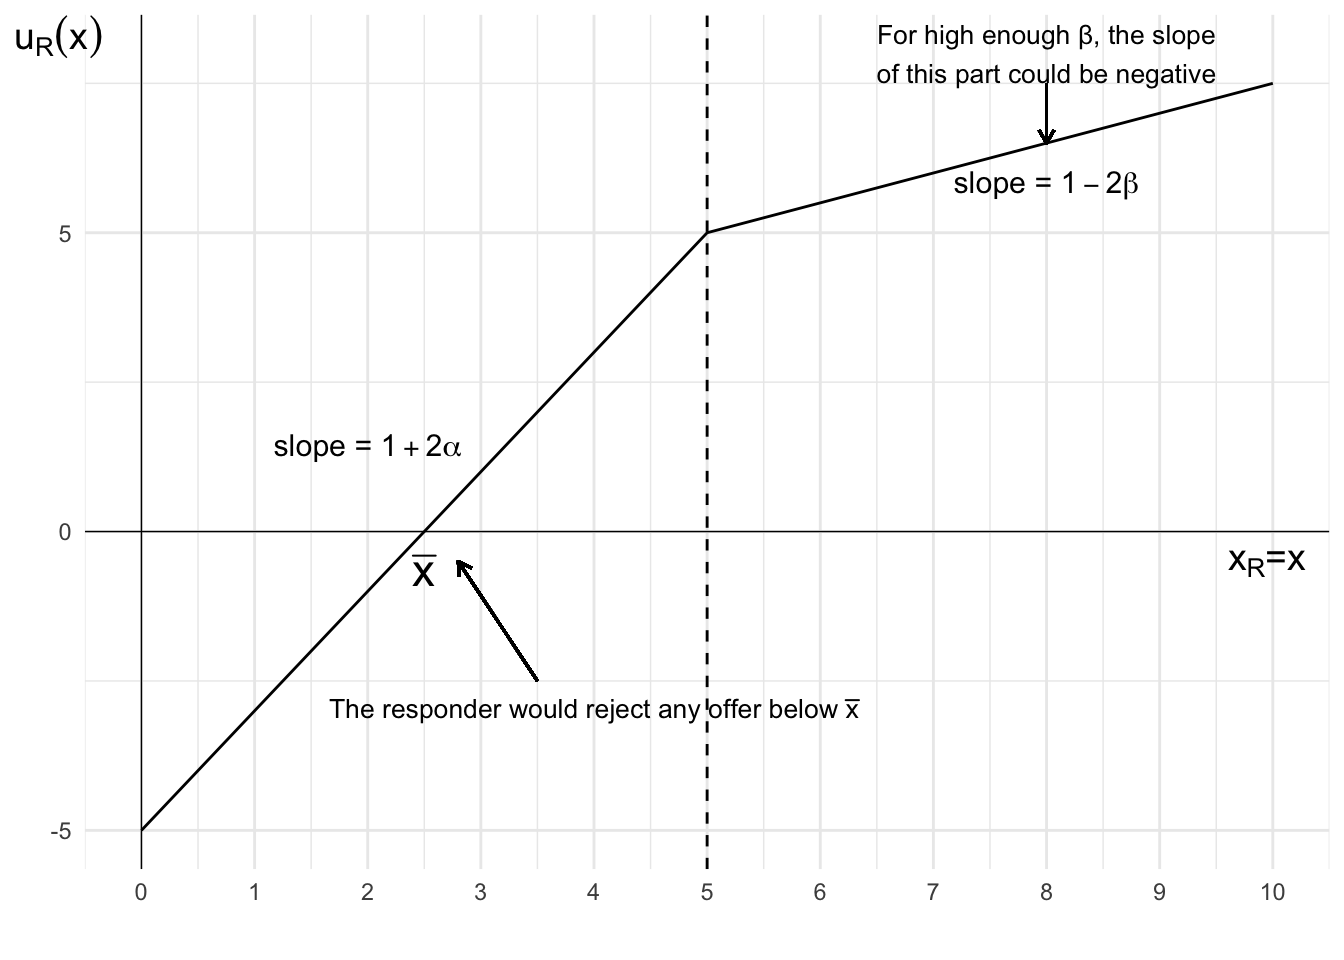 u_R(x)
For high enough β, the slope
of this part could be negative
slope = 1 − 2β
5
slope = 1 + 2α
0
x̅
x_R=x
The responder would reject any offer below x̅
-5
0 1 2 3 4 5 6 7 8 9 10